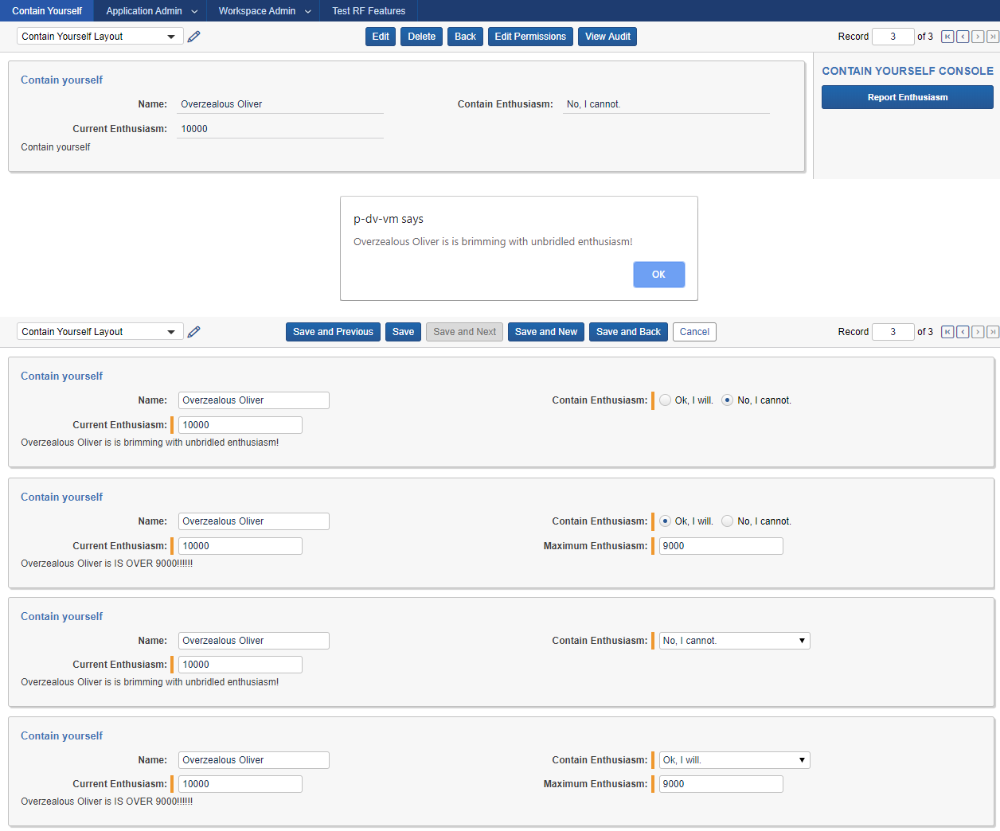 Contain Yourself Application Admin Workspace Admin Test RF Features
Contain Yourself Layout Edit Delete Back Edit Permissions View Audit Record 3 of 3
CONTAIN YOURSELF CONSOLE
Report Enthusiasm
Contain yourself
Name: Overzealous Oliver Contain Enthusiasm: No, I cannot.
Current Enthusiasm: 10000
Contain yourself
p-dv-vm says
Overzealous Oliver is is brimming with unbridled enthusiasm!
OK
Contain Yourself Layout Save and Previous Save Save and Next Save and New Save and Back Cancel Record 3 of 3
Contain yourself
Name: Overzealous Oliver Contain Enthusiasm: Ok, I will. No, I cannot.
Current Enthusiasm: 10000
Overzealous Oliver is is brimming with unbridled enthusiasm!
Contain yourself
Name: Overzealous Oliver Contain Enthusiasm: Ok, I will. No, I cannot.
Current Enthusiasm: 10000 Maximum Enthusiasm: 9000
Overzealous Oliver is IS OVER 9000!!!!!!
Contain yourself
Name: Overzealous Oliver Contain Enthusiasm: No, I cannot.
Current Enthusiasm: 10000
Overzealous Oliver is is brimming with unbridled enthusiasm!
Contain yourself
Name: Overzealous Oliver Contain Enthusiasm: Ok, I will.
Current Enthusiasm: 10000 Maximum Enthusiasm: 9000
Overzealous Oliver is IS OVER 9000!!!!!!